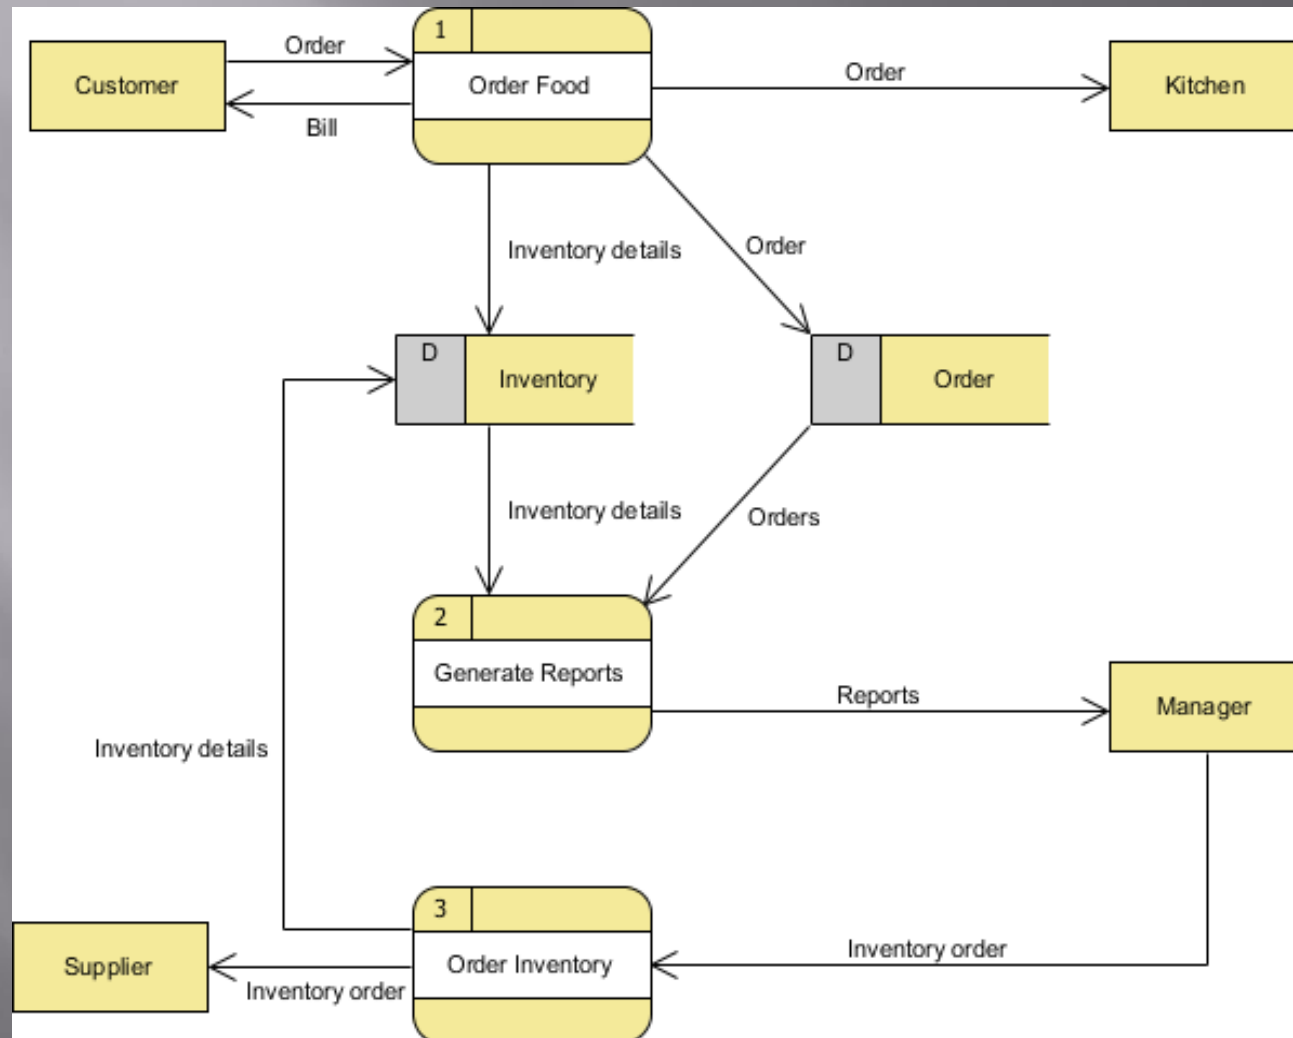 1
Order
Customer
Order Food
Order
Kitchen
Bill
Inventory details
Order
D
Inventory
D
Order
Inventory details
Orders
2
Generate Reports
Reports
Manager
Inventory details
3
Order Inventory
Inventory order
Supplier
Inventory order